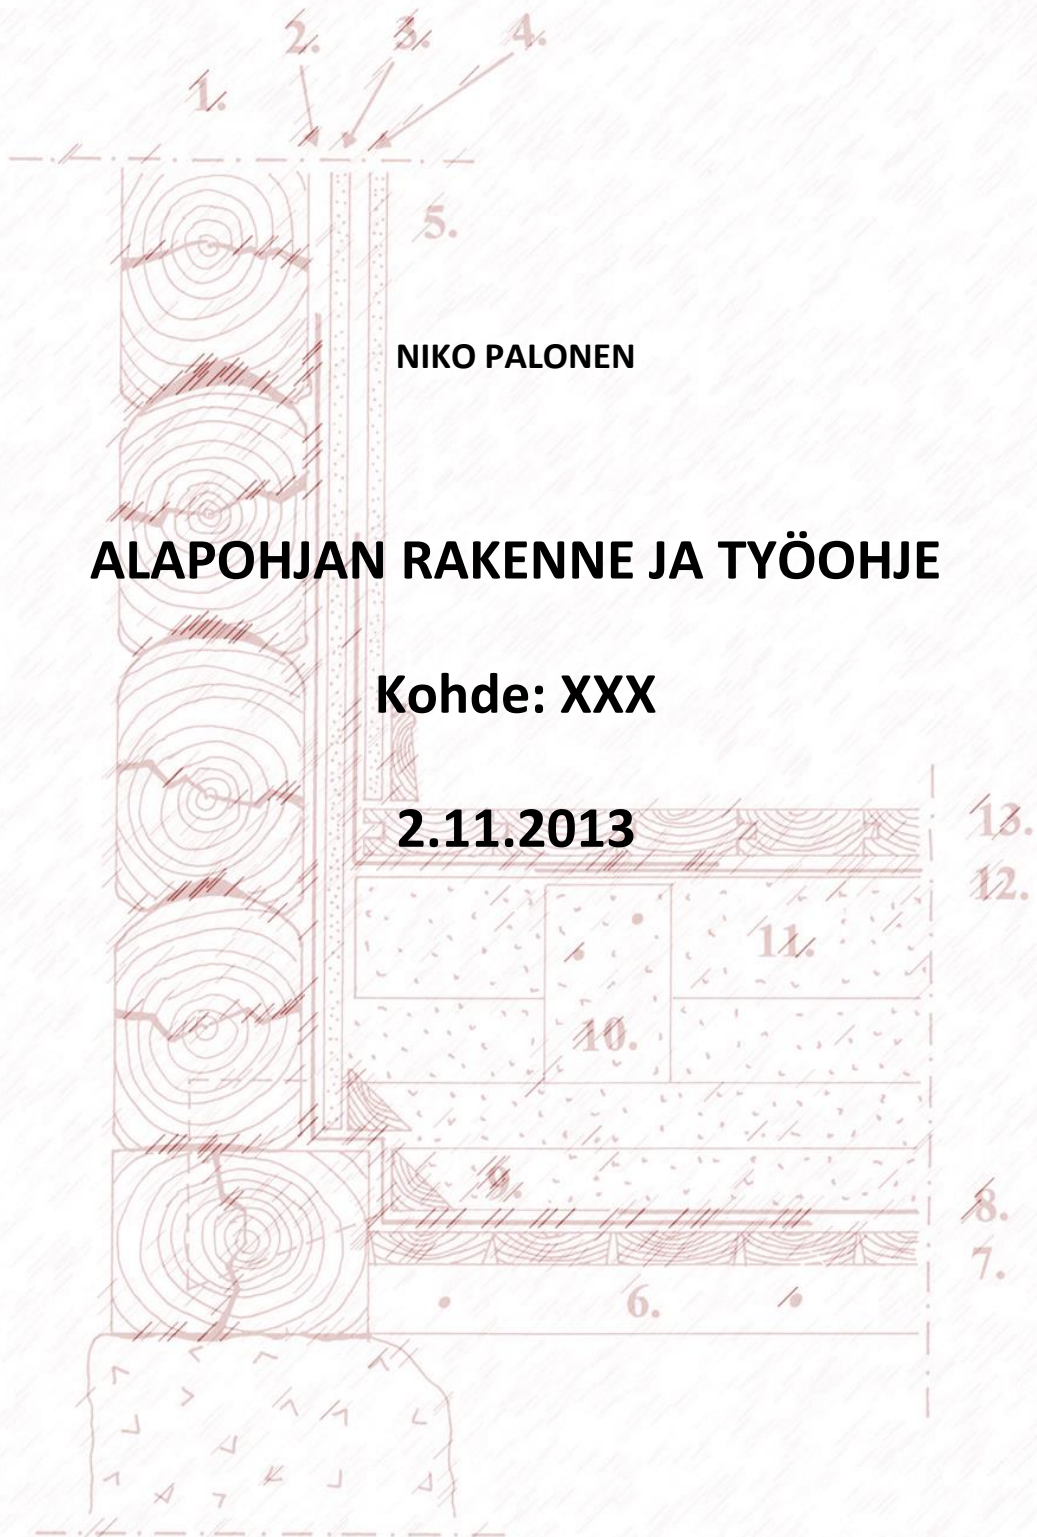 2. 3. 4.
1.
5.
NIKO PALONEN
ALAPOHJAN RAKENNE JA TYÖOHJE
Kohde: XXX
2.11.2013
13.
12.
11.
10.
9.
8.
7.
6.